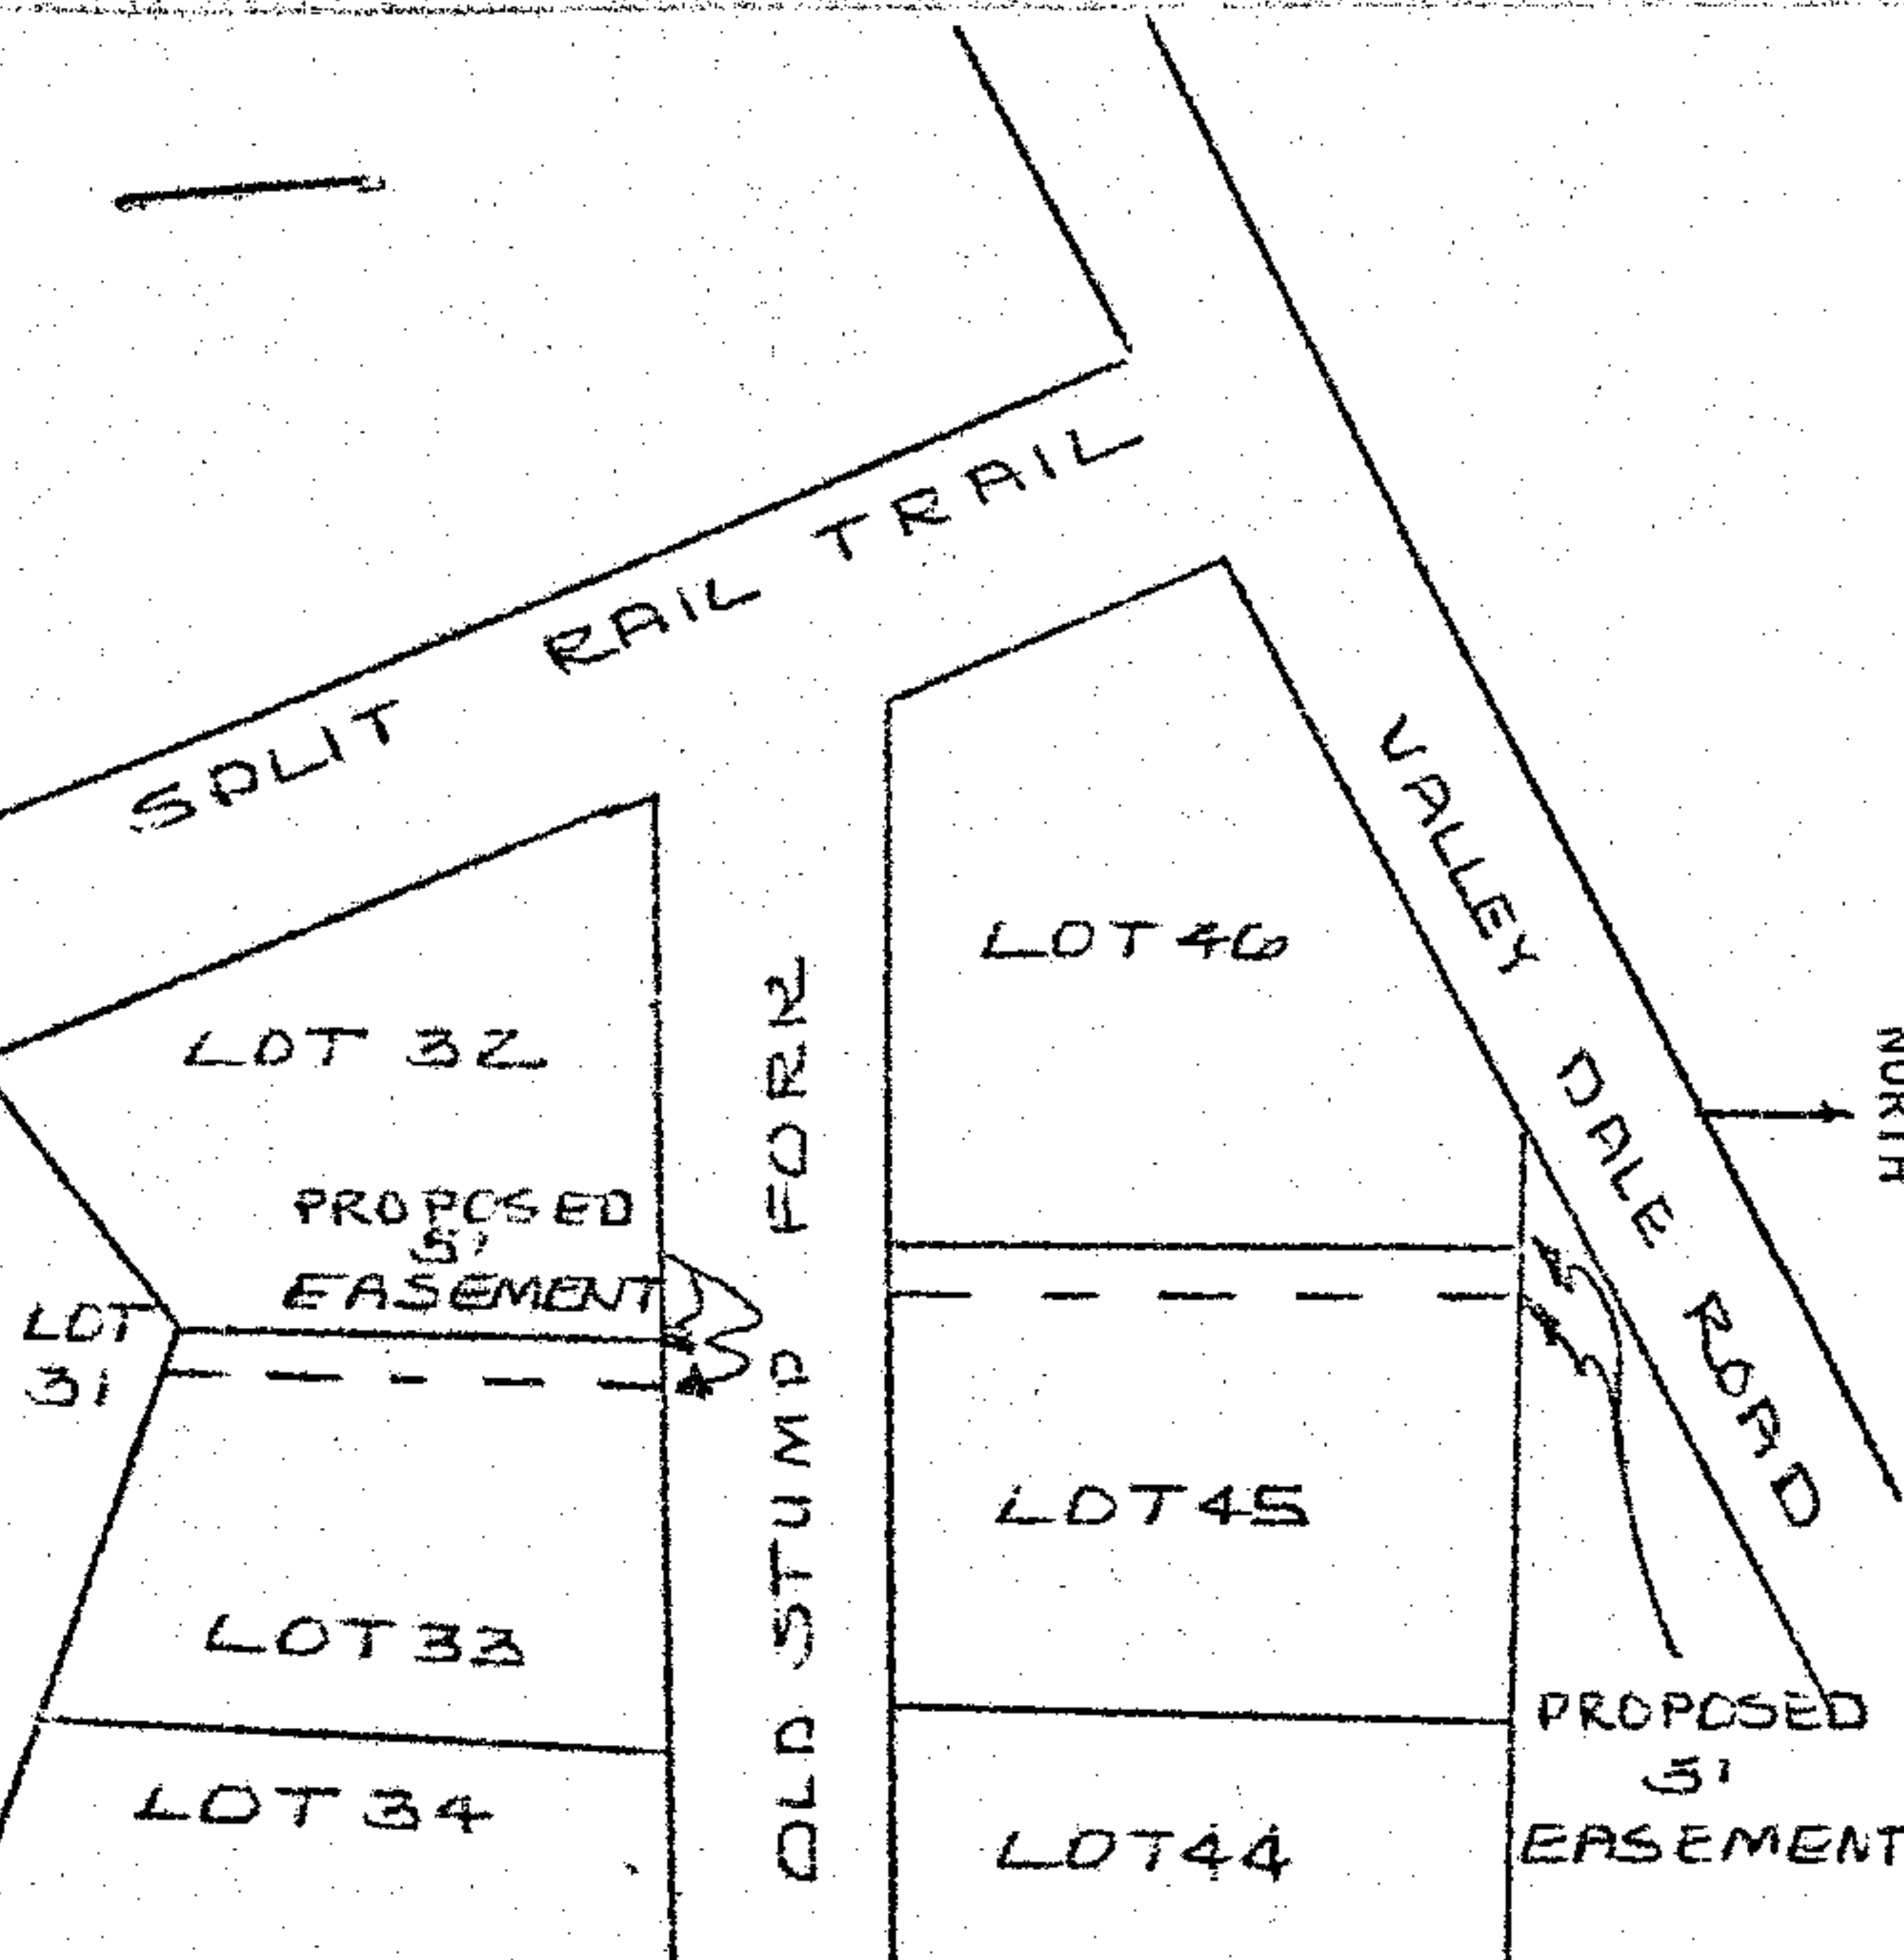 SPLIT RAIL TRAIL
VALLEY DALE ROAD
NORTH
LOT 46
LOT 32
OLD STUMP FORK
PROPOSED
5'
EASEMENT
LOT
31
LOT 45
LOT 33
LOT 34
LOT 44
PROPOSED
5'
EASEMENT